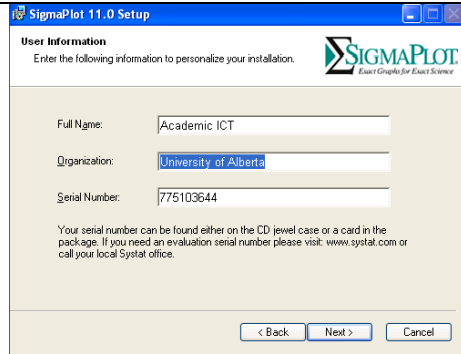 SigmaPlot 11.0 Setup
User Information
Enter the following information to personalize your installation.
SIGMAPLOT
Exact Graphs for Exact Science
Full Name:
Academic ICT
Organization:
University of Alberta
Serial Number:
775103644
Your serial number can be found either on the CD jewel case or a card in the
package. If you need an evaluation serial number please visit: www.systat.com or
call your local Systat office.
< Back
Next >
Cancel